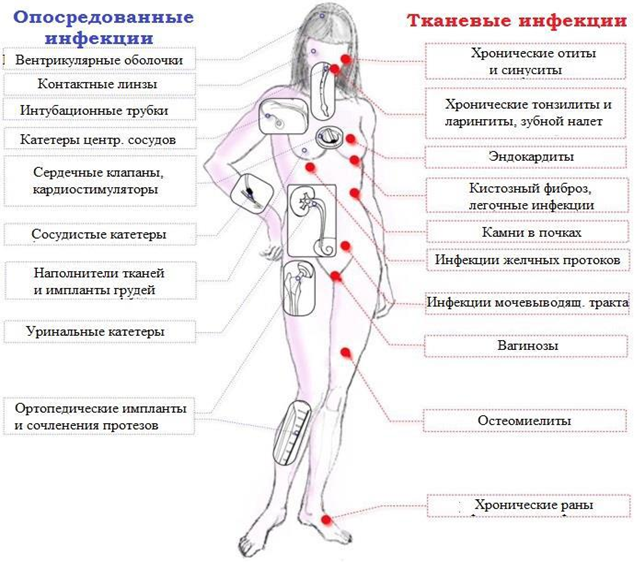 Опосредованные
инфекции
Вентрикулярные оболочки
Контактные линзы
Интубационные трубки
Катетеры центр. сосудов
Сердечные клапаны,
кардиостимуляторы
Сосудистые катетеры
Наполнители тканей
и импланты грудей
Уринальные катетеры
Ортопедические импланты
и сочленения протезов
Тканевые инфекции
Хронические отиты
и синуситы
Хронические тонзилиты и
ларингиты, зубной налет
Эндокардиты
Кистозный фиброз,
легочные инфекции
Камни в почках
Инфекции желчных протоков
Инфекции мочевыводящ. тракта
Вагинозы
Остеомиелиты
Хронические раны